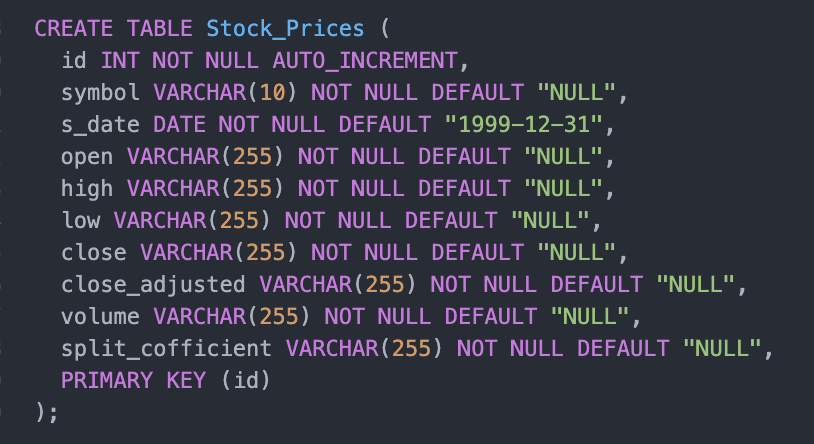 CREATE TABLE Stock_Prices (
id INT NOT NULL AUTO_INCREMENT,
symbol VARCHAR(10) NOT NULL DEFAULT "NULL",
s_date DATE NOT NULL DEFAULT "1999-12-31",
open VARCHAR(255) NOT NULL DEFAULT "NULL",
high VARCHAR(255) NOT NULL DEFAULT "NULL",
low VARCHAR(255) NOT NULL DEFAULT "NULL",
close VARCHAR(255) NOT NULL DEFAULT "NULL",
close_adjusted VARCHAR(255) NOT NULL DEFAULT "NULL",
volume VARCHAR(255) NOT NULL DEFAULT "NULL",
split_cofficient VARCHAR(255) NOT NULL DEFAULT "NULL",
PRIMARY KEY (id)
);